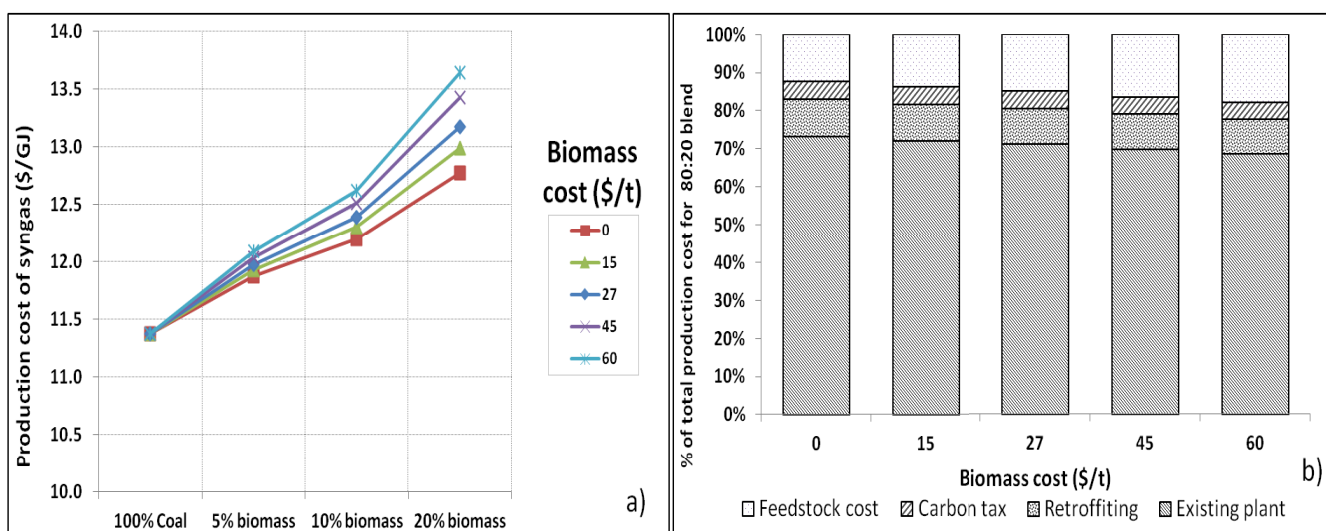 Production cost of syngas ($/GJ)
14.0
13.5
13.0
12.5
12.0
11.5
11.0
10.5
10.0
100% Coal 5% biomass 10% biomass 20% biomass
Biomass
cost ($/t)
0
15
27
45
60
a)
% of total production cost for 80:20 blend
100%
90%
80%
70%
60%
50%
40%
30%
20%
10%
0%
0 15 27 45 60
Biomass cost ($/t)
b)
Feedstock cost Carbon tax Retroffiting Existing plant